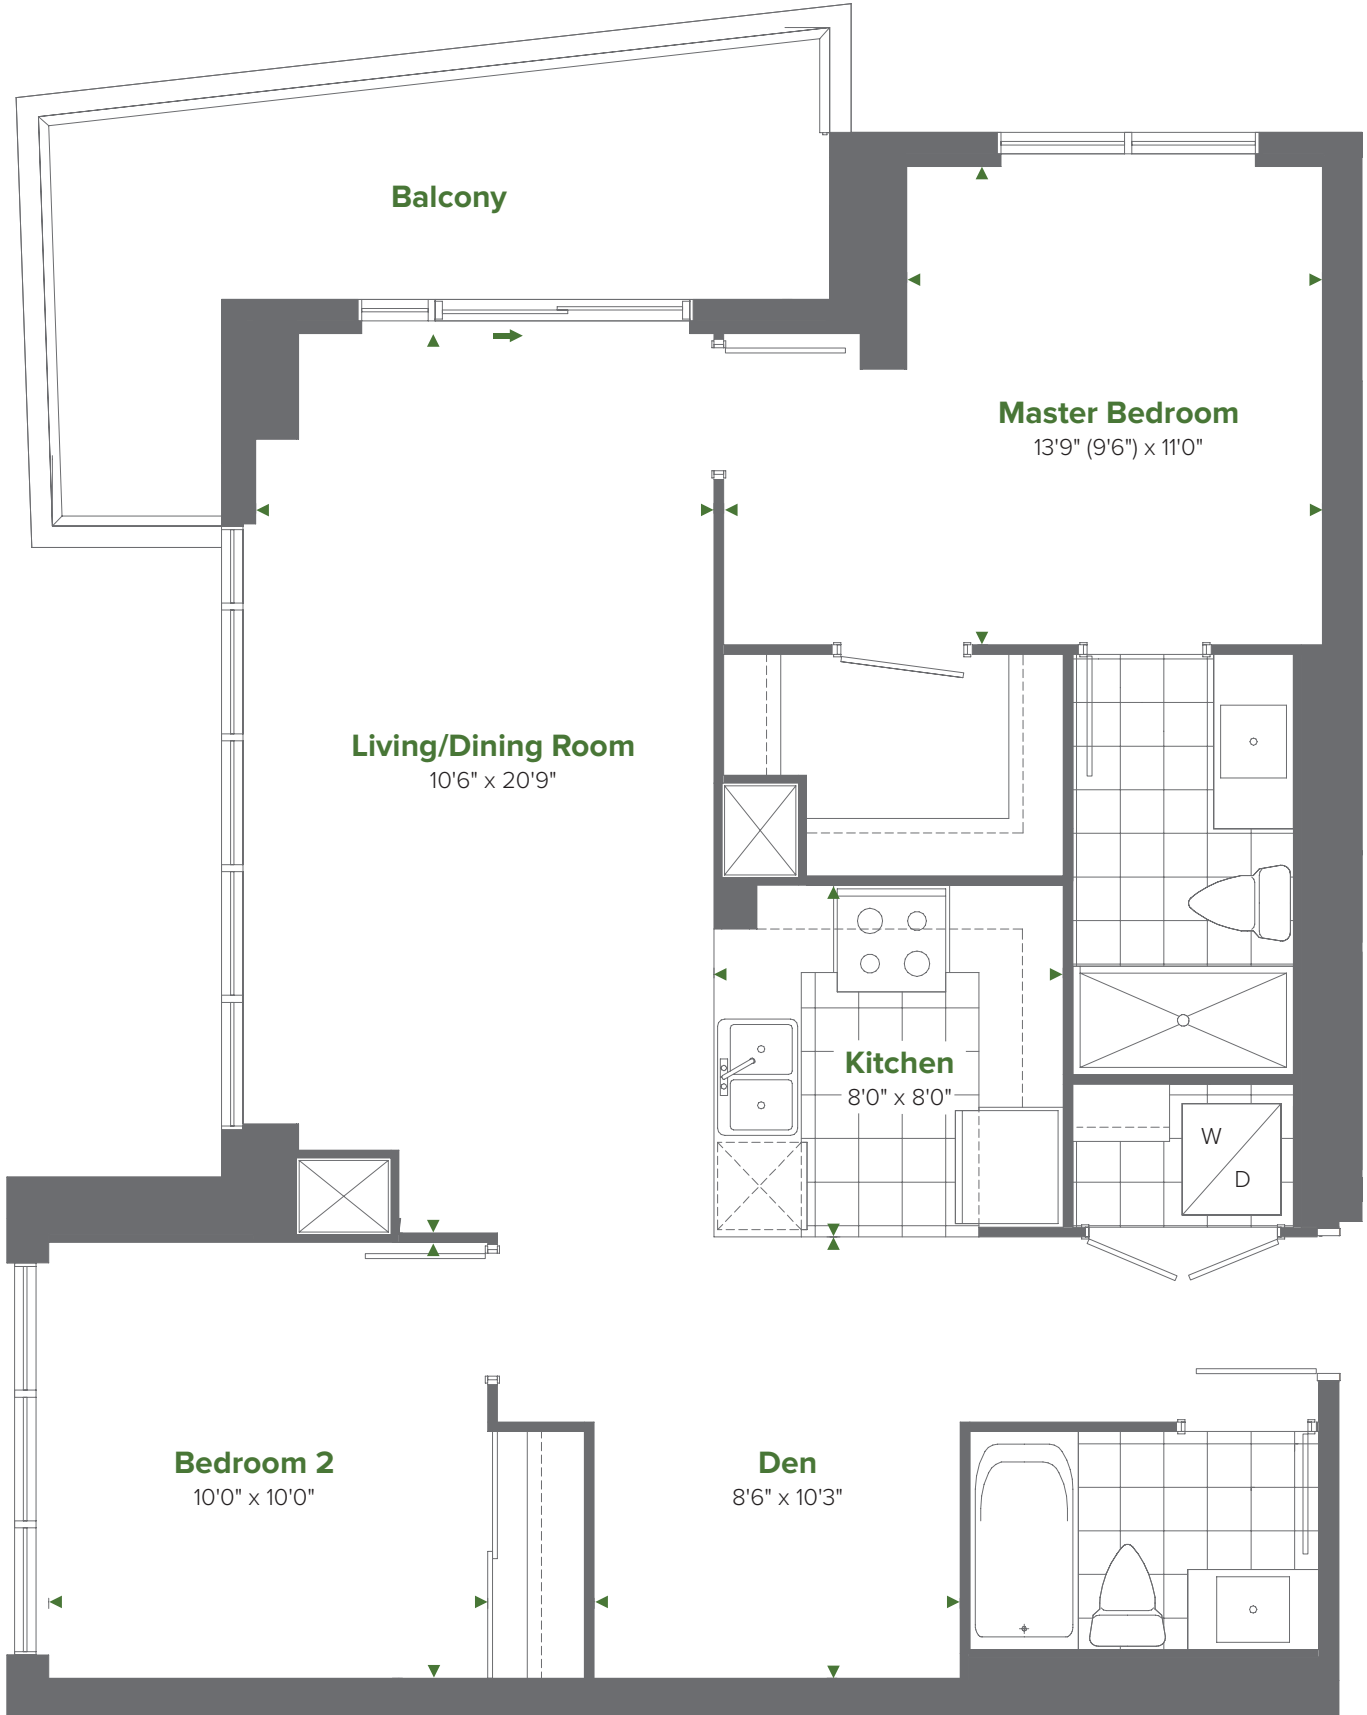 Balcony
Master Bedroom
13'9" (9'6") x 11'0"
Living/Dining Room
10'6" x 20'9"
Kitchen
8'0" x 8'0"
W
D
Bedroom 2
10'0" x 10'0"
Den
8'6" x 10'3"